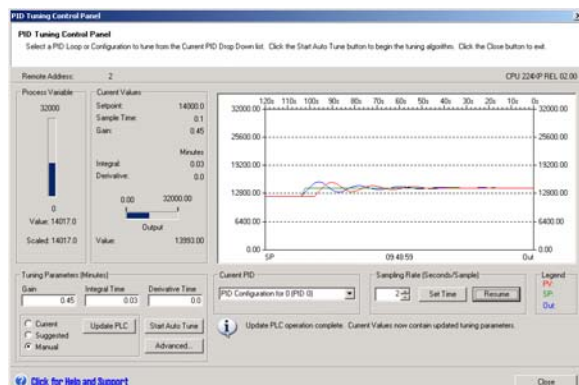 PID Tuning Control Panel
PID Tuning Control Panel
Select a PID Loop or Configuration to tune from the Current PID Drop Down list. Click the Start Auto Tune button to begin the tuning algorithm. Click the Close button to exit.
Remote Address: 2
CPU 224XP REL 02.00
Process Variable
32000
0
Value: 14017.0
Scaled: 14017.0
Current Values
Setpoint: 14000.0
Sample Time: 0.1
Gain: 0.45
Minutes
Integral: 0.03
Derivative: 0.0
0.00 32000.00
Output
Value: 13993.00
120s 110s 100s 90s 80s 70s 60s 50s 40s 30s 20s 10s 0s
32000.00 32000.00
25600.00 25600.00
19200.00 19200.00
12800.00 12800.00
6400.00 6400.00
0.00 0.00
SP 09:48:59 Out
Tuning Parameters (Minutes)
Gain Integral Time Derivative Time
0.45 0.03 0.0
Current
Suggested
Manual
Update PLC
Start Auto Tune
Advanced...
Current PID
PID Configuration for 0 (PID 0)
Sampling Rate (Seconds/Sample)
2 Set Time Resume
Legend
PV:
SP:
Out:
Update PLC operation complete. Current Values now contain updated tuning parameters.
Click for Help and Support
Close